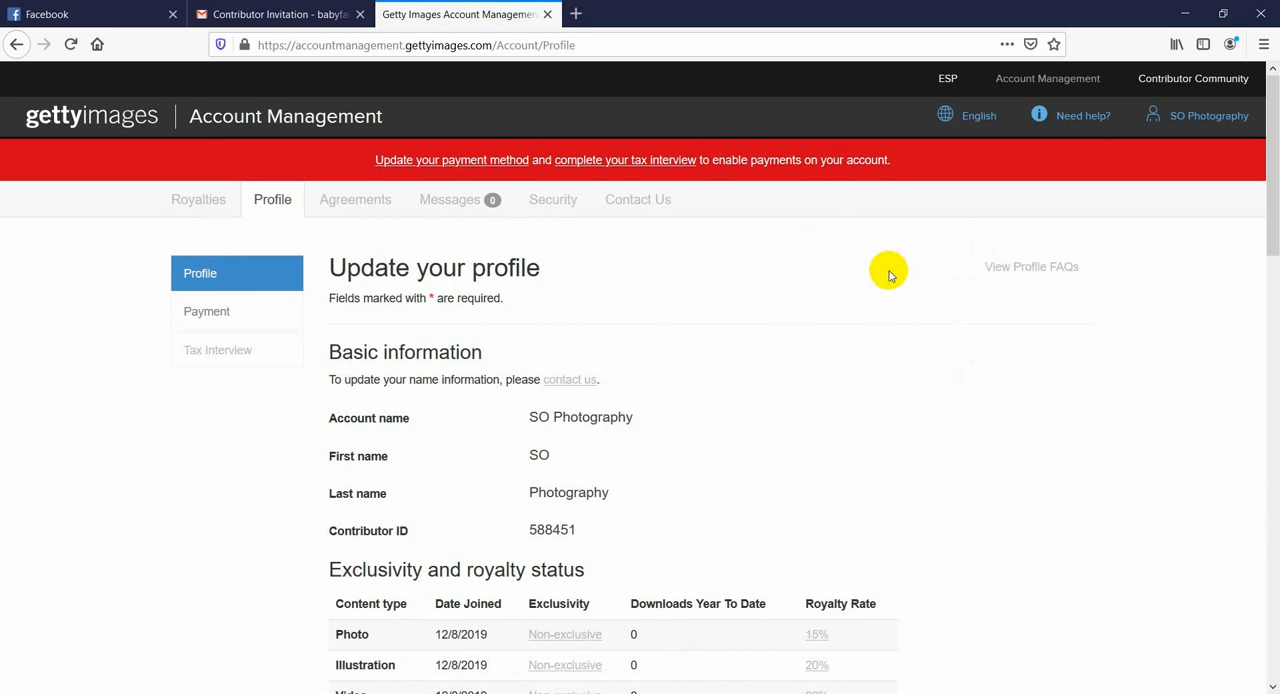 Facebook
Contributor Invitation - babyfa
Getty Images Account Managemen
https://accountmanagement.gettyimages.com/Account/Profile
ESP Account Management Contributor Community
gettyimages Account Management English Need help? SO Photography
Update your payment method and complete your tax interview to enable payments on your account.
Royalties Profile Agreements Messages 0 Security Contact Us
Profile
Payment
Tax Interview
Update your profile
View Profile FAQs
Fields marked with * are required.
Basic information
To update your name information, please contact us.
Account name SO Photography
First name SO
Last name Photography
Contributor ID 588451
Exclusivity and royalty status
Content type Date Joined Exclusivity Downloads Year To Date Royalty Rate
Photo 12/8/2019 Non-exclusive 0 15%
Illustration 12/8/2019 Non-exclusive 0 20%